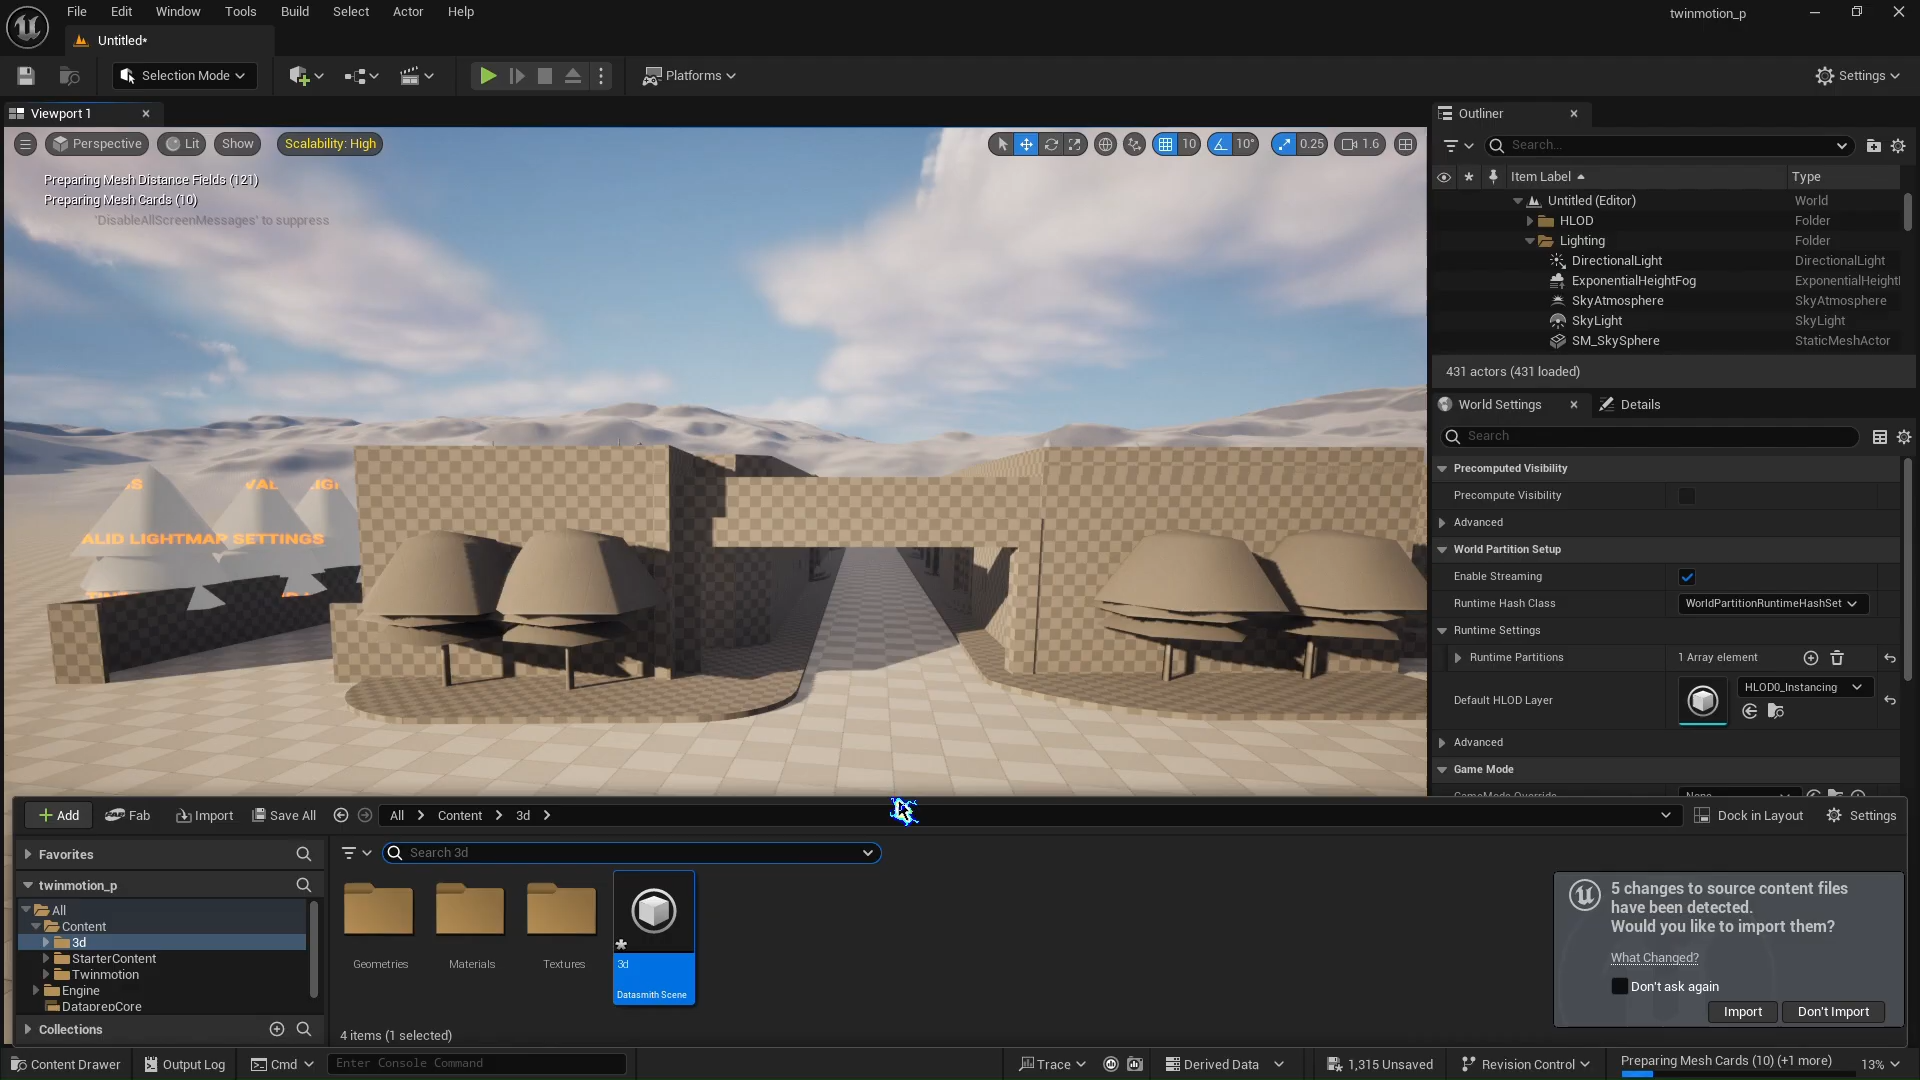 File Edit Window Tools Build Select Actor Help
twinmotion_p
Untitled*
Selection Mode
Platforms
Settings
Viewport 1
Perspective Lit Show Scalability: High
10 10° 0.25 1.6
Preparing Mesh Distance Fields (121)
Preparing Mesh Cards (10)
'DisableAllScreenMessages' to suppress
ALID LIGHTMAP SETTINGS
Outliner
Search...
Item Label Type
Untitled (Editor) World
HLOD Folder
Lighting Folder
DirectionalLight DirectionalLight
ExponentialHeightFog ExponentialHeightI
SkyAtmosphere SkyAtmosphere
SkyLight SkyLight
SM_SkySphere StaticMeshActor
431 actors (431 loaded)
World Settings Details
Search
Precomputed Visibility
Precompute Visibility
Advanced
World Partition Setup
Enable Streaming
Runtime Hash Class WorldPartitionRuntimeHashSet
Runtime Settings
Runtime Partitions 1 Array element
Default HLOD Layer HLOD0_Instancing
Advanced
Game Mode
Add Fab Import Save All All Content 3d Dock in Layout Settings
Favorites
Search 3d
twinmotion_p
All
Content
3d
StarterContent
Twinmotion
Engine
DataprepCore
Collections
Geometries Materials Textures 3d
Datasmith Scene
4 items (1 selected)
5 changes to source content files
have been detected.
Would you like to import them?
What Changed?
Don't ask again
Import Don't Import
Content Drawer Output Log Cmd Enter Console Command Trace Derived Data 1,315 Unsaved Revision Control Preparing Mesh Cards (10) (+1 more) 13%